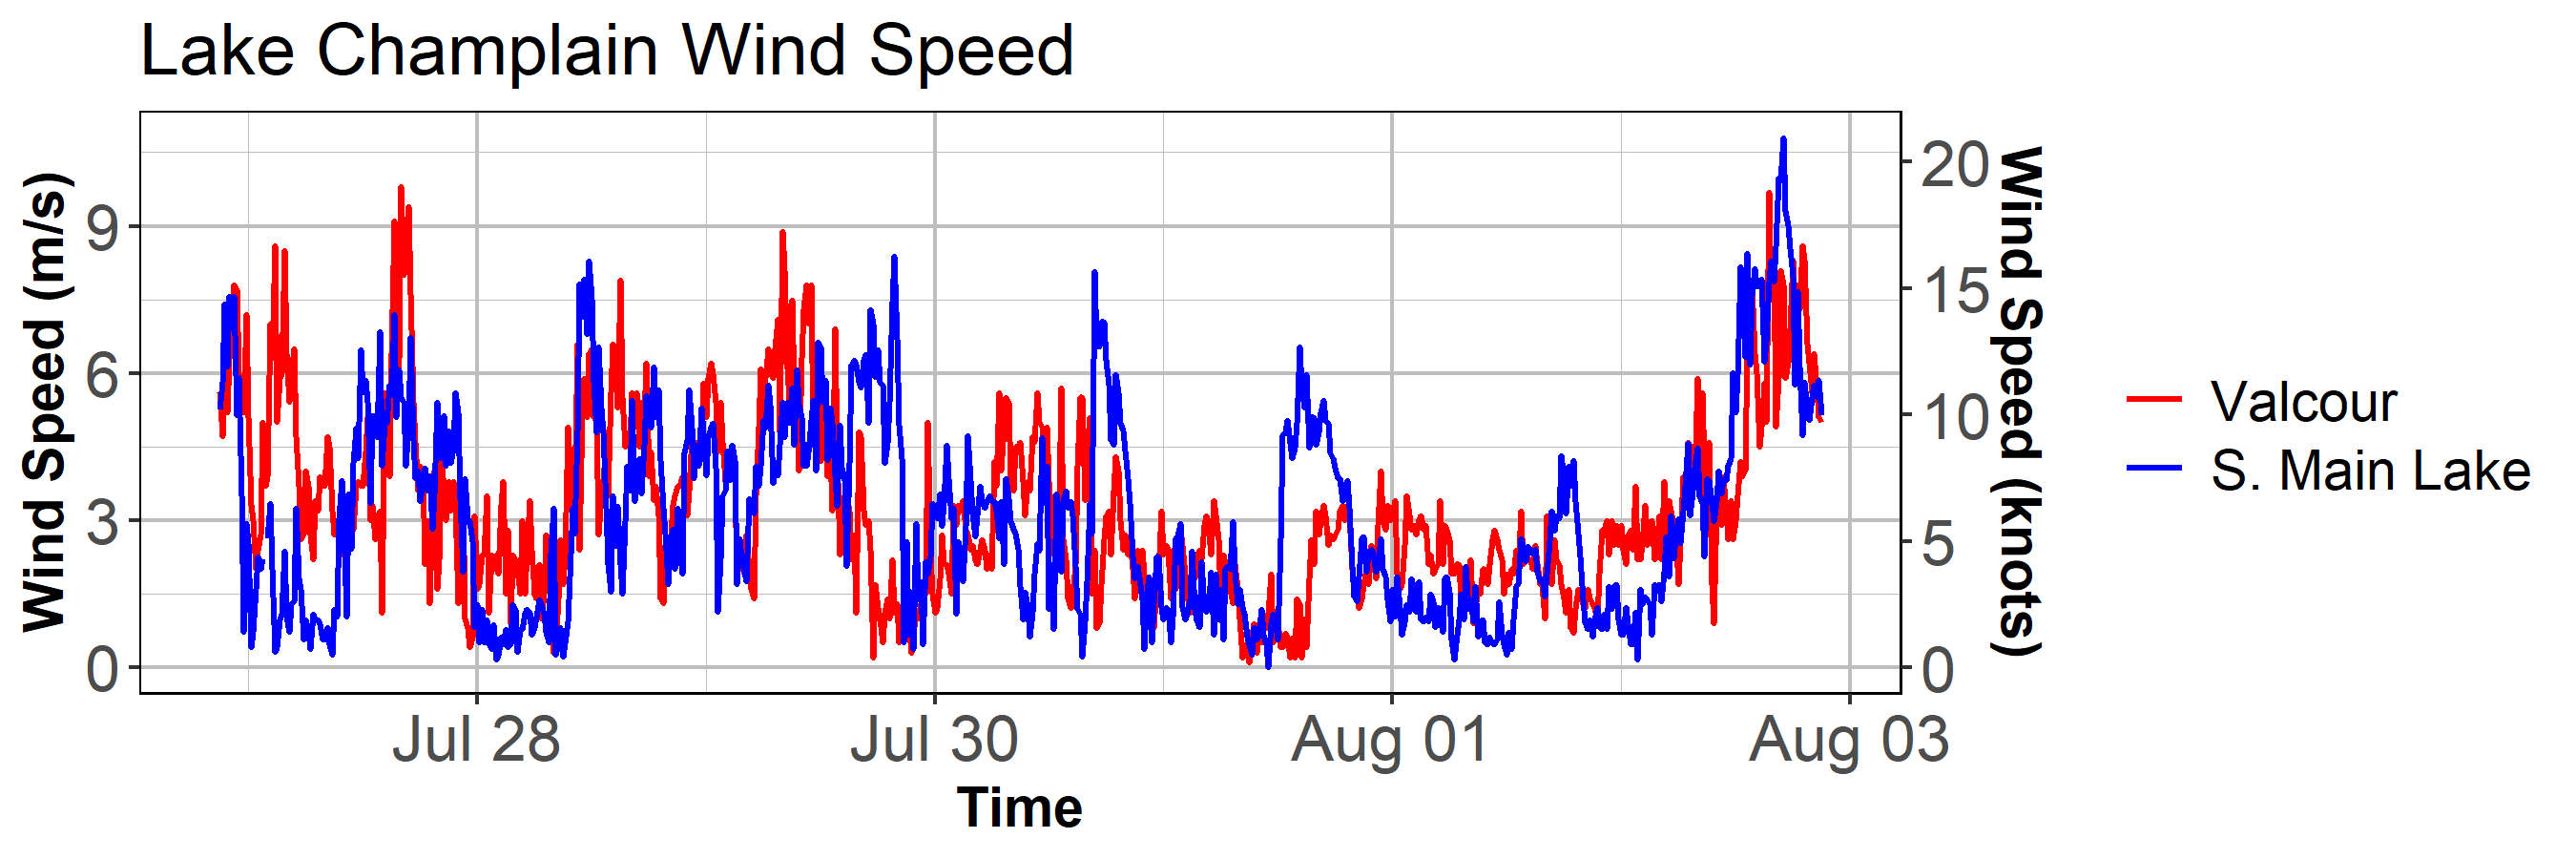 Lake Champlain Wind Speed
Wind Speed (m/s)
9
6
3
0
20
15
10
5
0
Wind Speed (knots)
Jul 28
Jul 30
Aug 01
Aug 03
Time
Valcour
S. Main Lake